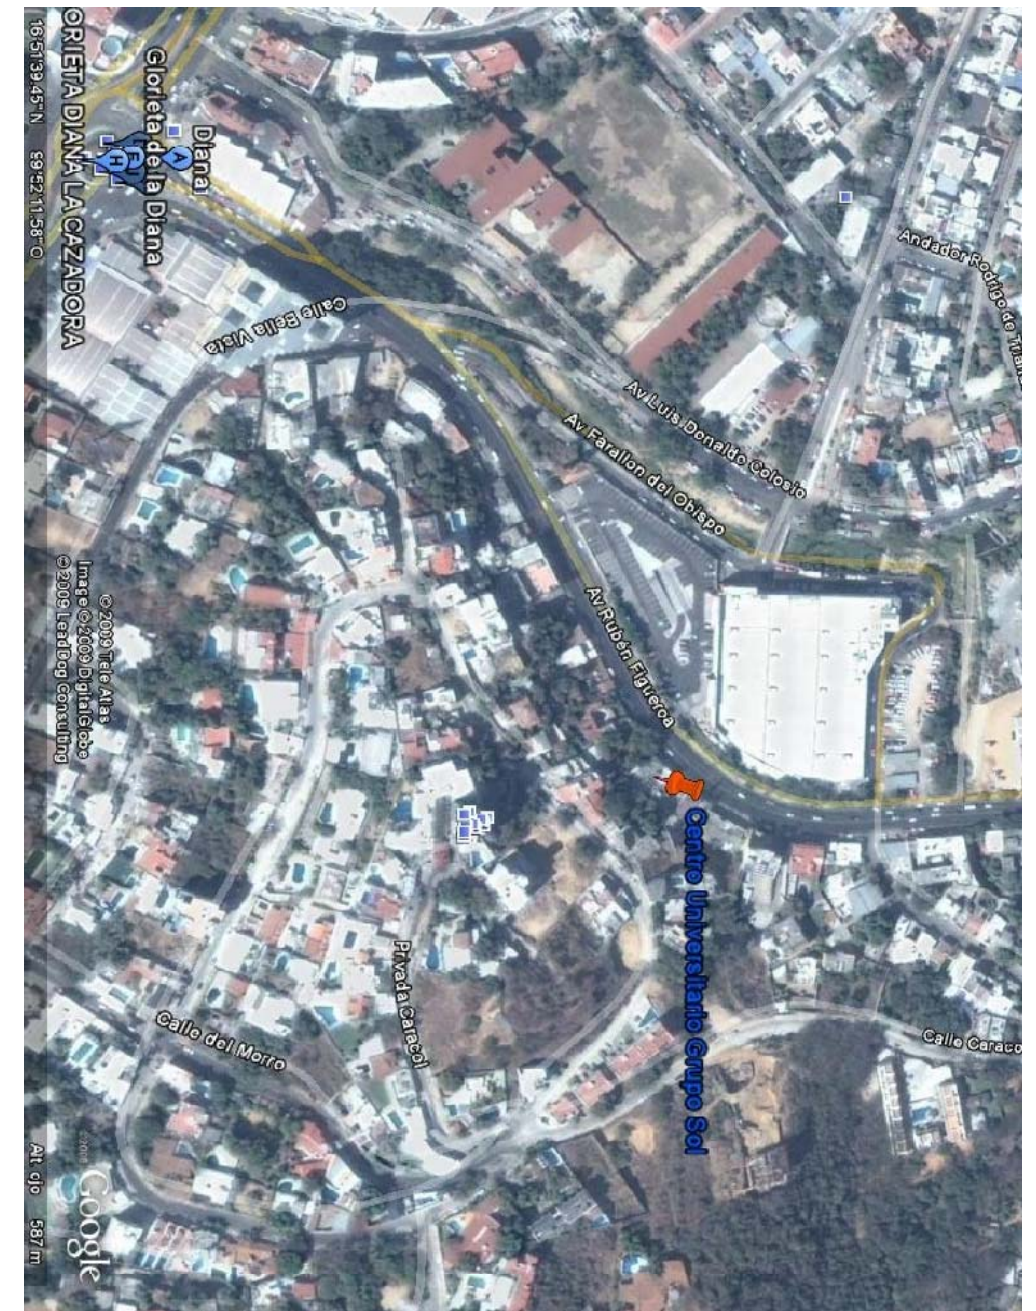 Andador Rodrigo de
Calle Caraco
Av Luis Donaldo Colosio
Av Farallon del Obispo
Centro Universitario Grupo Sol
Av Rubén Figueroa
Privada Caracol
Calle Bella Vista
Diana
A
Glorieta de la Diana
H
Calle del Morro
ORIETA DIANA LA CAZADORA
© 2009 Tele Atlas
Image © 2009 DigitalGlobe
© 2009 LeadDog Consulting
Google
16°51'39.45"N 99°52'11.58"O
Alt. ojo 587 m